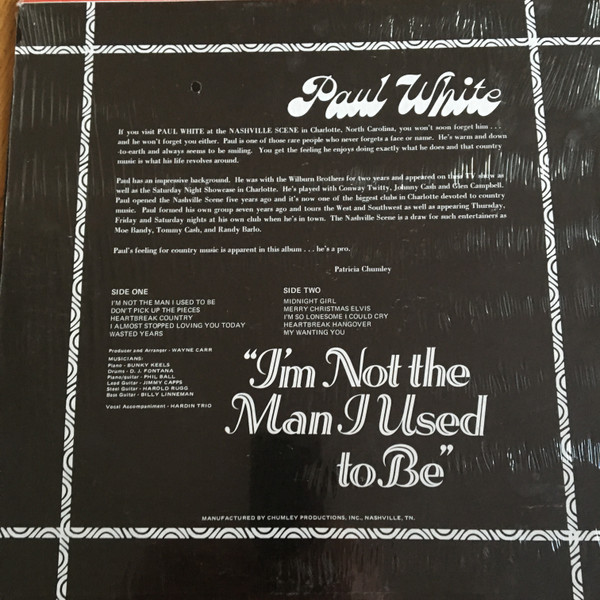 Paul White
If you visit PAUL WHITE at the NASHVILLE SCENE in Charlotte, North Carolina, you won't soon forget him . . .
and he won't forget you either. Paul is one of those rare people who never forgets a face or name. He's warm and down
-to-earth and always seems to be smiling. You get the feeling he enjoys doing exactly what he does and that country
music is what his life revolves around.
Paul has an impressive background. He was with the Wilburn Brothers for two years and appeared on their TV show as
well as the Saturday Night Showcase in Charlotte. He's played with Conway Twitty, Johnny Cash and Glen Campbell.
Paul opened the Nashville Scene five years ago and it's now one of the biggest clubs in Charlotte devoted to country
music. Paul formed his own group seven years ago and tours the West and Southwest as well as appearing Thursday,
Friday and Saturday nights at his own club when he's in town. The Nashville Scene is a draw for such entertainers as
Moe Bandy, Tommy Cash, and Randy Barlo.
Paul's feeling for country music is apparent in this album . . . he's a pro.
Patricia Chumley
SIDE ONE
I'M NOT THE MAN I USED TO BE
DON'T PICK UP THE PIECES
HEARTBREAK COUNTRY
I ALMOST STOPPED LOVING YOU TODAY
WASTED YEARS
SIDE TWO
MIDNIGHT GIRL
MERRY CHRISTMAS ELVIS
I'M SO LONESOME I COULD CRY
HEARTBREAK HANGOVER
MY WANTING YOU
Producer and Arranger - WAYNE CARR
MUSICIANS:
Piano - BUNKY KEELS
Drums - D. J. FONTANA
Piano/guitar - PHIL BALL
Lead Guitar - JIMMY CAPPS
Steel Guitar - HAROLD RUGG
Bass Guitar - BILLY LINNEMAN
Vocal Accompaniment - HARDIN TRIO
"I'm Not the
Man I Used
to Be"
MANUFACTURED BY CHUMLEY PRODUCTIONS, INC., NASHVILLE, TN.